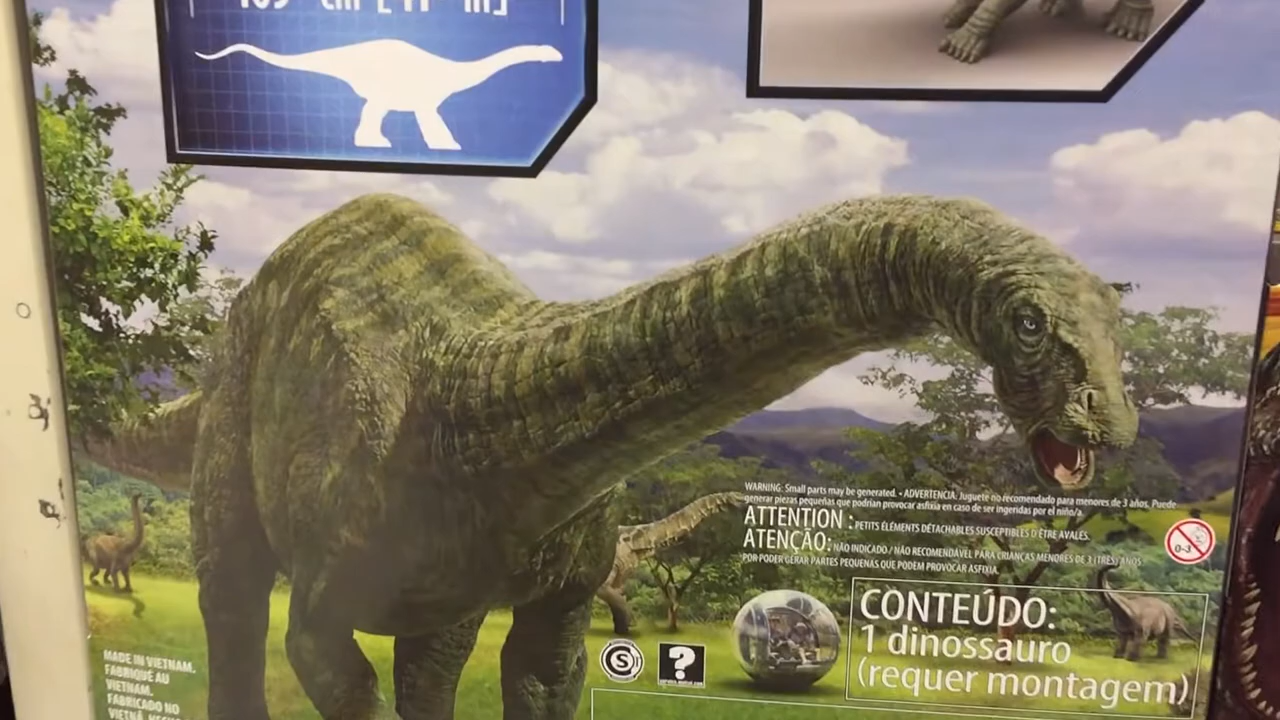 WARNING: Small parts may be generated. • ADVERTENCIA: Juguete no recomendado para menores de 3 años. Puede
generar piezas pequeñas que podrían provocar asfixia en caso de ser ingeridas por el niño/a.
ATTENTION : PETITS ÉLÉMENTS DÉTACHABLES SUSCEPTIBLES D'ÊTRE AVALÉS.
ATENÇÃO: NÃO INDICADO / NÃO RECOMENDÁVEL PARA CRIANÇAS MENORES DE 3 (TRÊS) ANOS
POR PODER GERAR PARTES PEQUENAS QUE PODEM PROVOCAR ASFIXIA.
0-3
CONTEÚDO:
1 dinossauro
(requer montagem)
S
?
MADE IN VIETNAM.
FABRIQUÉ AU
VIETNAM.
FABRICADO NO